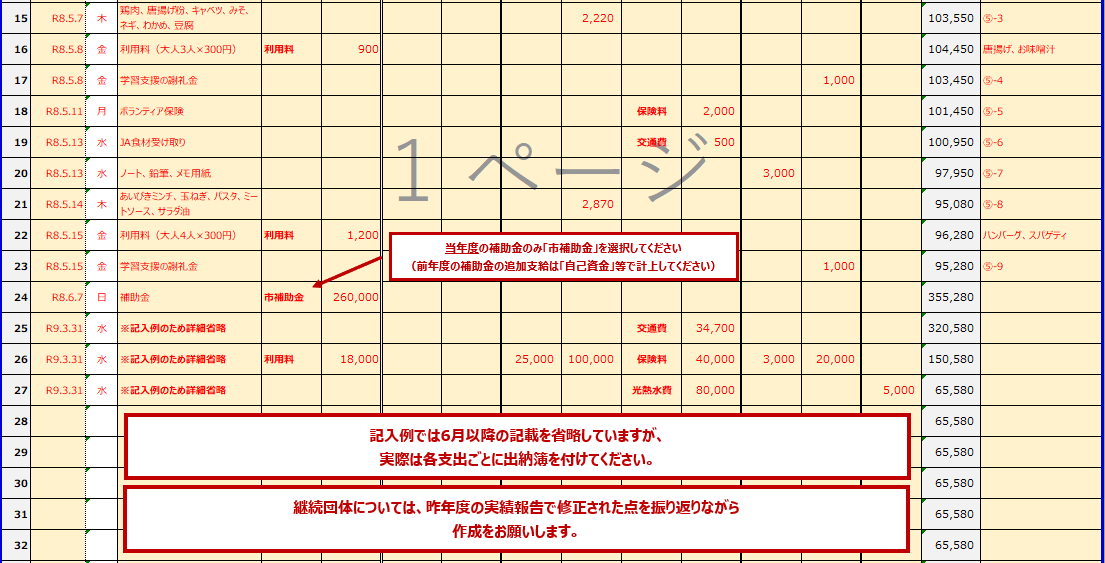 15 R8.5.7 木 鶏肉、唐揚げ粉、キャベツ、みそ、 2,220 103,550 ⑤-3
ネギ、わかめ、豆腐
16 R8.5.8 金 利用料（大人3人×300円） 利用料 900 104,450 唐揚げ、お味噌汁
17 R8.5.8 金 学習支援の謝礼金 1,000 103,450 ⑤-4
18 R8.5.11 月 ボランティア保険 保険料 2,000 101,450 ⑤-5
19 R8.5.13 水 JA食材受け取り 交通費 500 100,950 ⑤-6
20 R8.5.13 水 ノート、鉛筆、メモ用紙 3,000 97,950 ⑤-7
1 ページ
21 R8.5.14 木 あいびきミンチ、玉ねぎ、パスタ、ミー 2,870 95,080 ⑤-8
トソース、サラダ油
22 R8.5.15 金 利用料（大人4人×300円） 利用料 1,200 96,280 ハンバーグ、スパゲティ
当年度の補助金のみ「市補助金」を選択してください
（前年度の補助金の追加支給は「自己資金」等で計上してください）
23 R8.5.15 金 学習支援の謝礼金 1,000 95,280 ⑤-9
24 R8.6.7 日 補助金 市補助金 260,000 355,280
25 R9.3.31 水 ※記入例のため詳細省略 交通費 34,700 320,580
26 R9.3.31 水 ※記入例のため詳細省略 利用料 18,000 25,000 100,000 保険料 40,000 3,000 20,000 150,580
27 R9.3.31 水 ※記入例のため詳細省略 光熱水費 80,000 5,000 65,580
28 65,580
記入例では6月以降の記載を省略していますが、
実際は各支出ごとに出納簿を付けてください。
29 65,580
30 65,580
31 65,580
継続団体については、昨年度の実績報告で修正された点を振り返りながら
作成をお願いします。
32 65,580